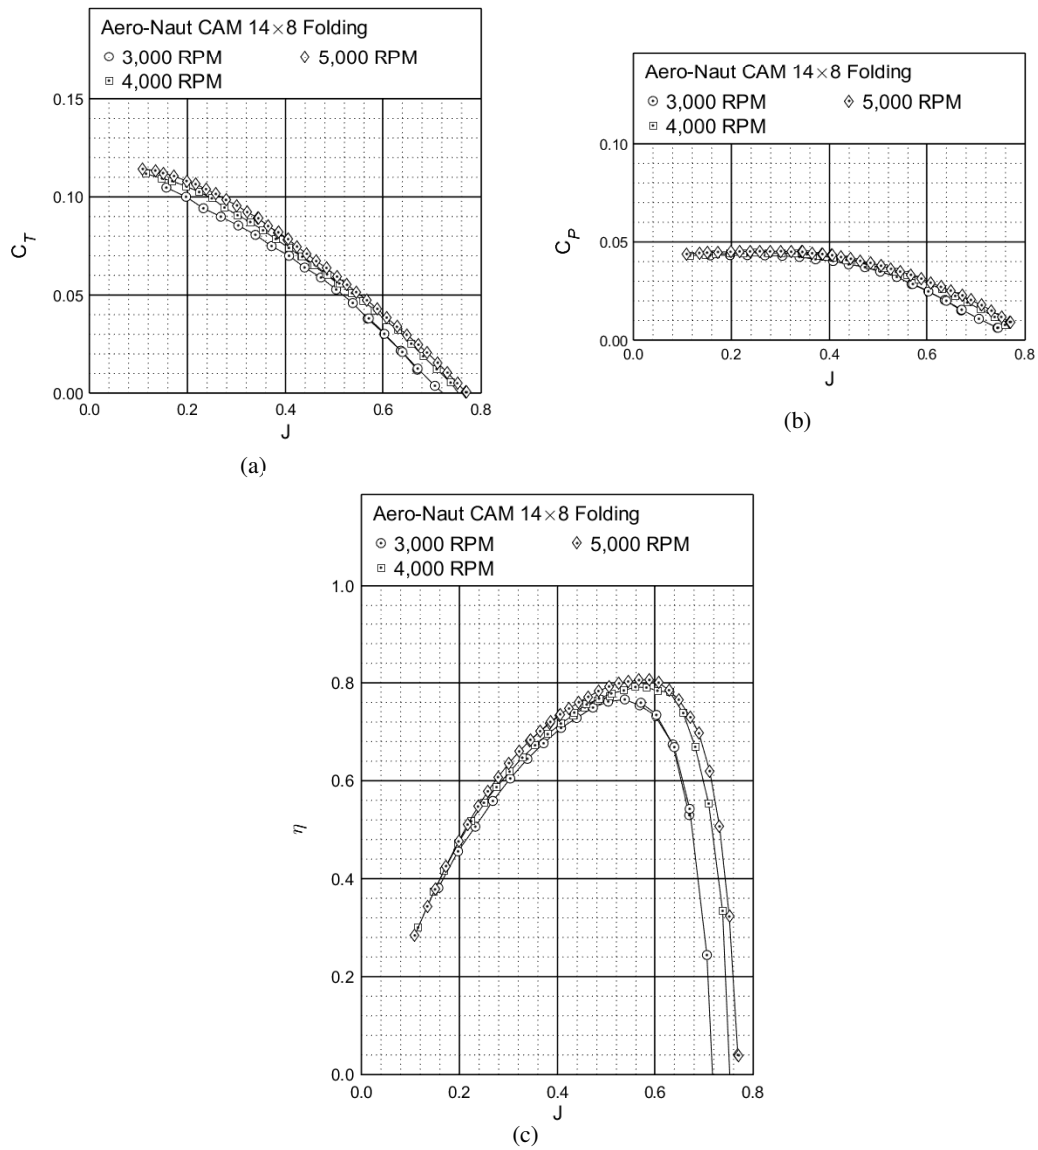 Aero-Naut CAM 14×8 Folding
3,000 RPM
5,000 RPM
4,000 RPM
0.15
0.10
0.05
0.00
C_T
0.0
0.2
0.4
0.6
0.8
J
(a)
Aero-Naut CAM 14×8 Folding
3,000 RPM
5,000 RPM
4,000 RPM
0.10
0.05
0.00
C_P
0.0
0.2
0.4
0.6
0.8
J
(b)
Aero-Naut CAM 14×8 Folding
3,000 RPM
5,000 RPM
4,000 RPM
1.0
0.8
0.6
0.4
0.2
0.0
η
0.0
0.2
0.4
0.6
0.8
J
(c)